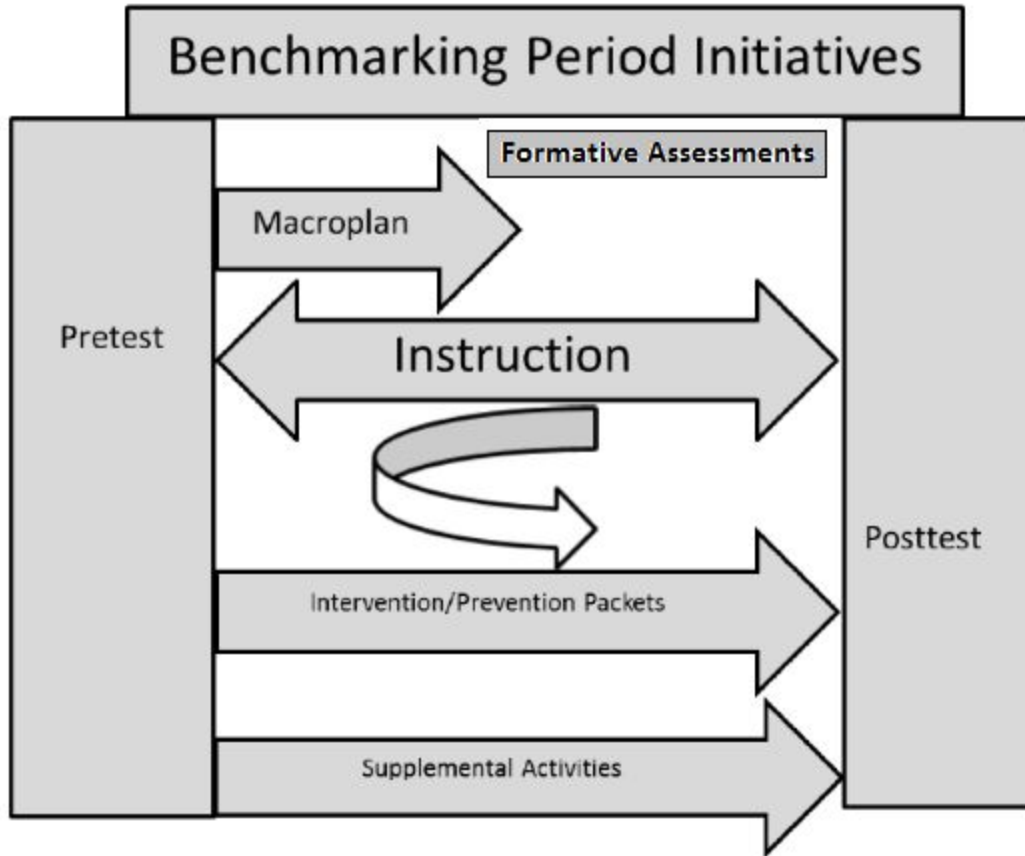 Benchmarking Period Initiatives
Formative Assessments
Macroplan
Pretest
Instruction
Posttest
Intervention/Prevention Packets
Supplemental Activities